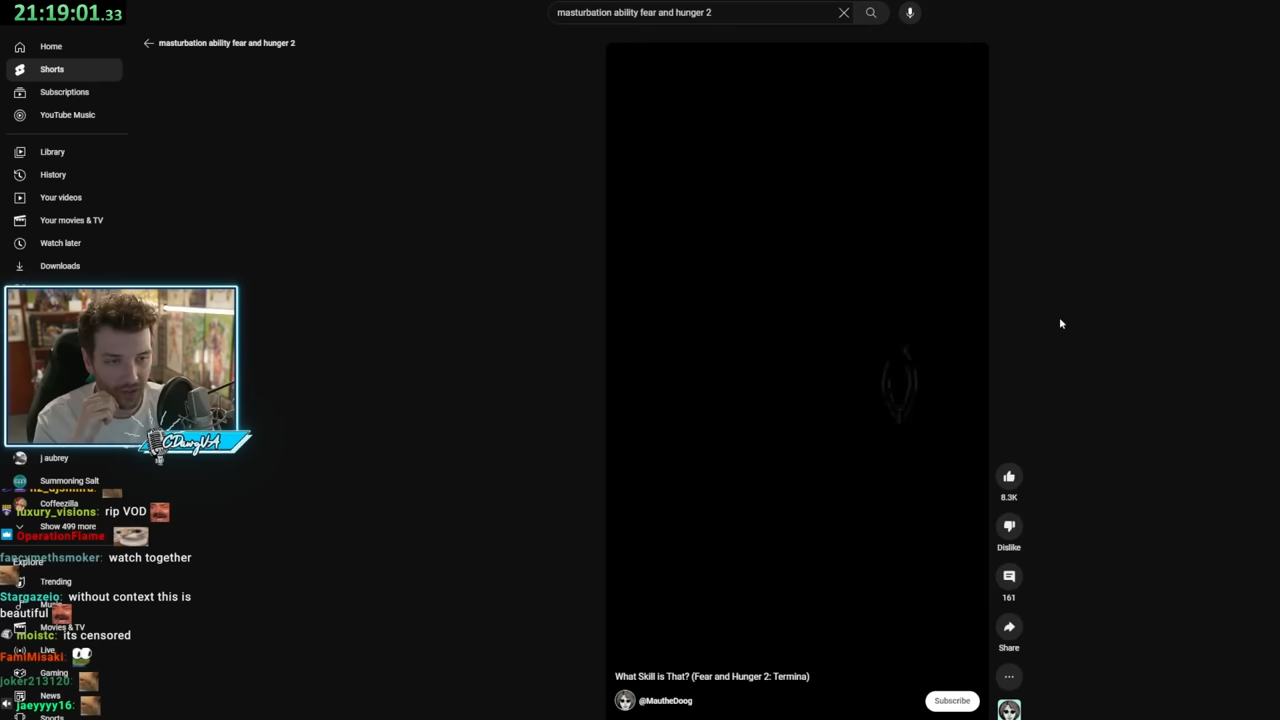 21:19:01.33
masturbation ability fear and hunger 2
masturbation ability fear and hunger 2
Home
Shorts
Subscriptions
YouTube Music
Library
History
Your videos
Your movies & TV
Watch later
Downloads
CDawgVA
j aubrey
Summoning Salt
Coffeezilla
luxury_visions: rip VOD
Show 499 more
OperationFlame
fancymethsmoker: watch together
Explore
Trending
Stargazeio: without context this is
beautiful
Movies & TV
moistc: its censored
Live
FamiMisaki:
Gaming
joker213120:
News
jaeyyyy16:
Sports
8.3K
Dislike
161
Share
What Skill is That? (Fear and Hunger 2: Termina)
@MautheDoog
Subscribe